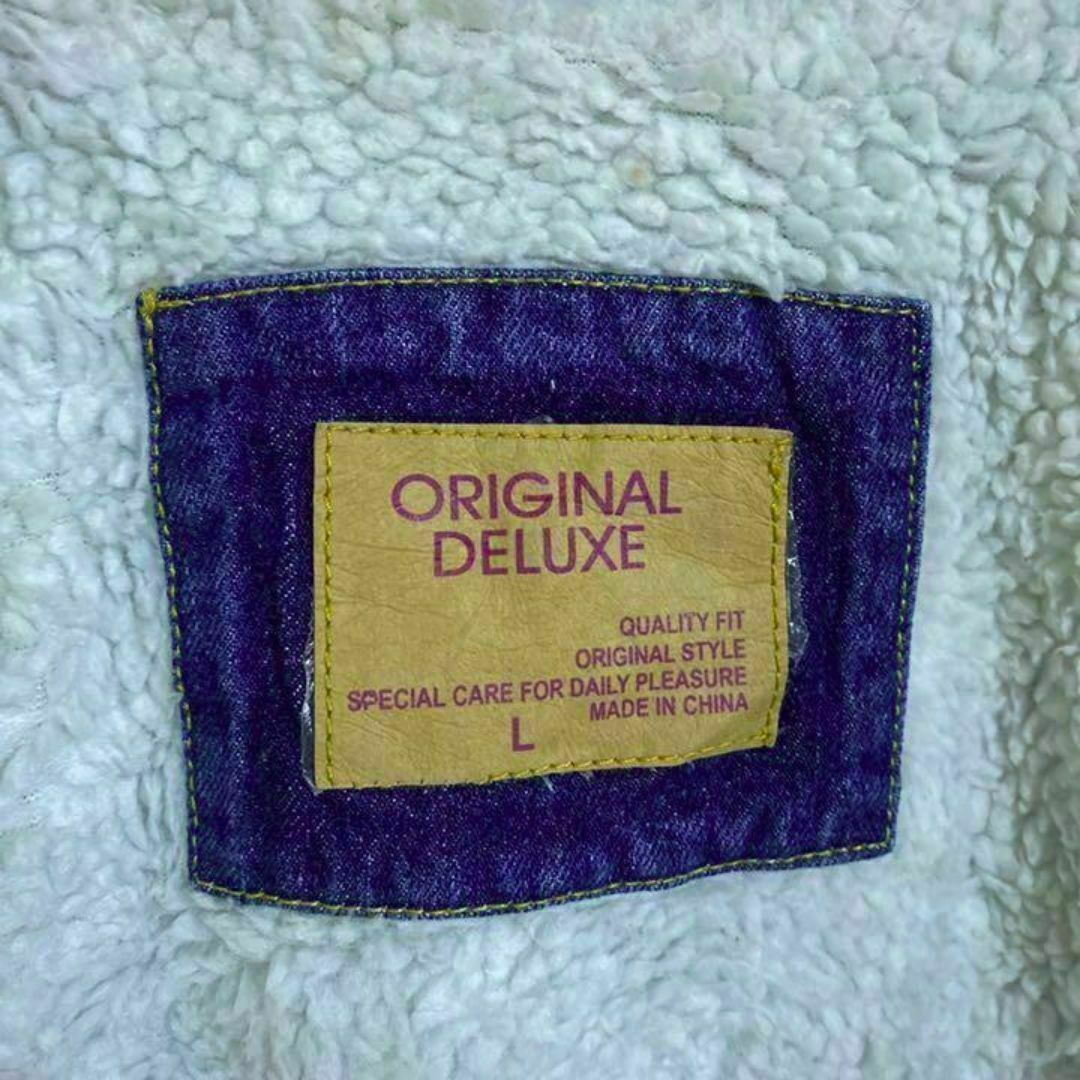 ORIGINAL
DELUXE
QUALITY FIT
ORIGINAL STYLE
SPECIAL CARE FOR DAILY PLEASURE
MADE IN CHINA
L